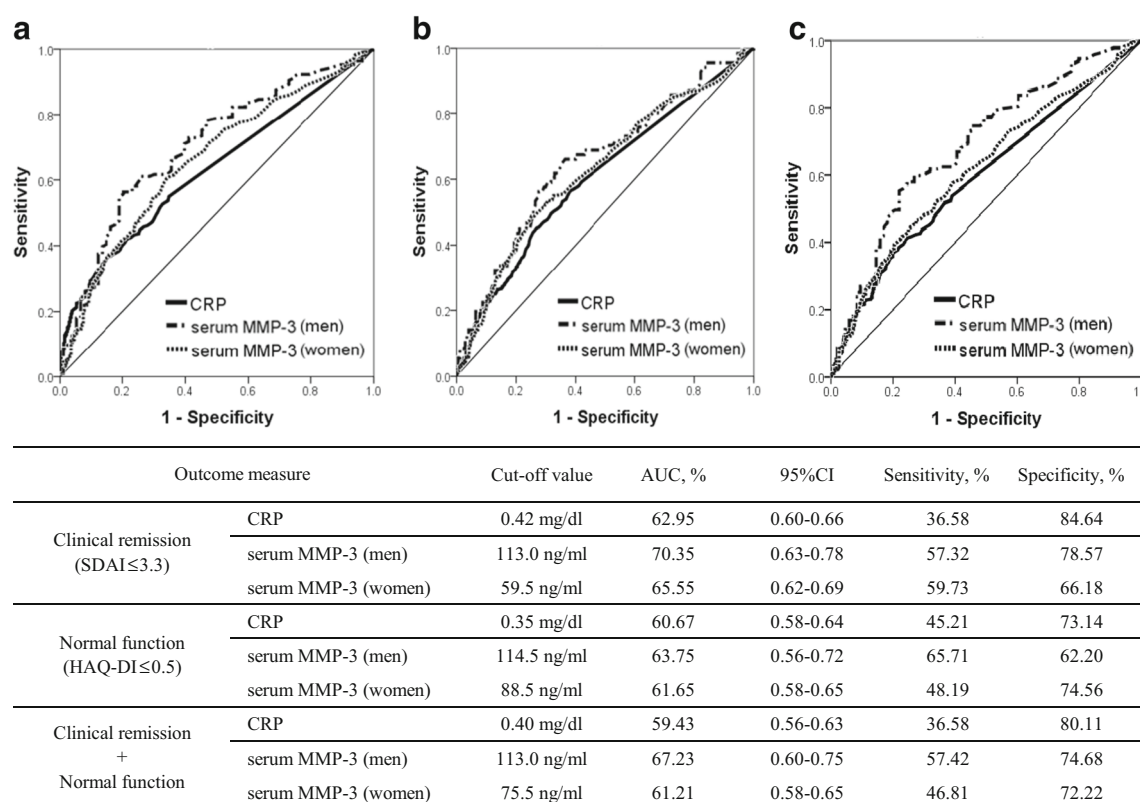 a
b
c
1.0
0.8
0.6
0.4
0.2
0.0
Sensitivity
CRP
serum MMP-3 (men)
serum MMP-3 (women)
0.0 0.2 0.4 0.6 0.8 1.0
1 - Specificity
1.0
0.8
0.6
0.4
0.2
0.0
Sensitivity
CRP
serum MMP-3 (men)
serum MMP-3 (women)
0.0 0.2 0.4 0.6 0.8 1.0
1 - Specificity
1.0
0.8
0.6
0.4
0.2
0.0
Sensitivity
CRP
serum MMP-3 (men)
serum MMP-3 (women)
0.0 0.2 0.4 0.6 0.8
1 - Specificity
Outcome measure Cut-off value AUC, % 95%CI Sensitivity, % Specificity, %
Clinical remission
(SDAI≤3.3)
CRP 0.42 mg/dl 62.95 0.60-0.66 36.58 84.64
serum MMP-3 (men) 113.0 ng/ml 70.35 0.63-0.78 57.32 78.57
serum MMP-3 (women) 59.5 ng/ml 65.55 0.62-0.69 59.73 66.18
Normal function
(HAQ-DI≤0.5)
CRP 0.35 mg/dl 60.67 0.58-0.64 45.21 73.14
serum MMP-3 (men) 114.5 ng/ml 63.75 0.56-0.72 65.71 62.20
serum MMP-3 (women) 88.5 ng/ml 61.65 0.58-0.65 48.19 74.56
Clinical remission
+
Normal function
CRP 0.40 mg/dl 59.43 0.56-0.63 36.58 80.11
serum MMP-3 (men) 113.0 ng/ml 67.23 0.60-0.75 57.42 74.68
serum MMP-3 (women) 75.5 ng/ml 61.21 0.58-0.65 46.81 72.22